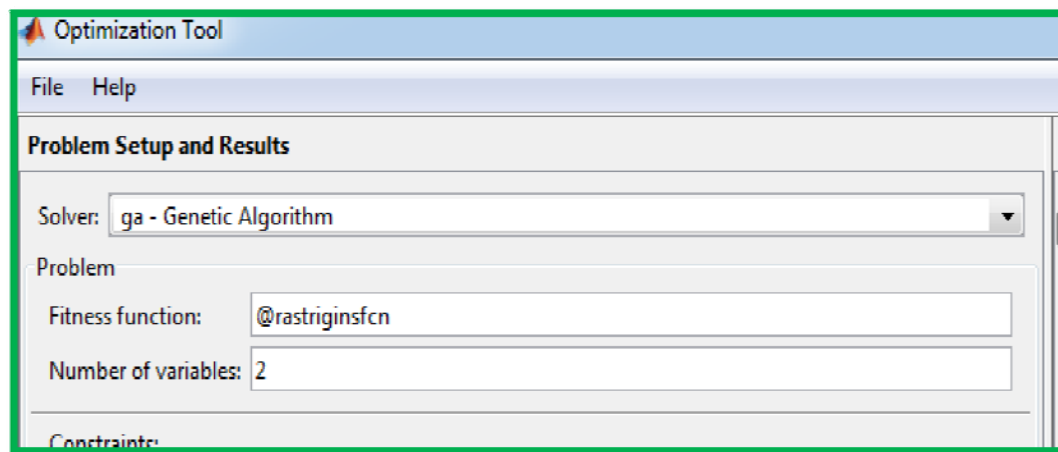 Optimization Tool
File Help
Problem Setup and Results
Solver: ga - Genetic Algorithm
Problem
Fitness function: @rastriginsfcn
Number of variables: 2
Constraints: